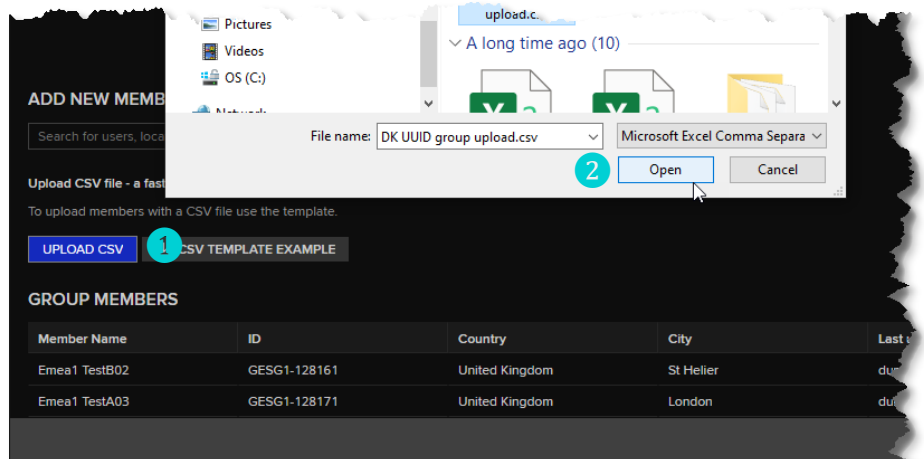 Pictures
Videos
OS (C:)
Network
upload.c...
A long time ago (10)
File name: DK UUID group upload.csv
Microsoft Excel Comma Separa
2
Open
Cancel
ADD NEW MEMB
Search for users, loca
Upload CSV file - a fast
To upload members with a CSV file use the template.
UPLOAD CSV
1
CSV TEMPLATE EXAMPLE
GROUP MEMBERS
Member Name ID Country City Last
Emea1 TestB02 GESG1-128161 United Kingdom St Helier
Emea1 TestA03 GESG1-128171 United Kingdom London